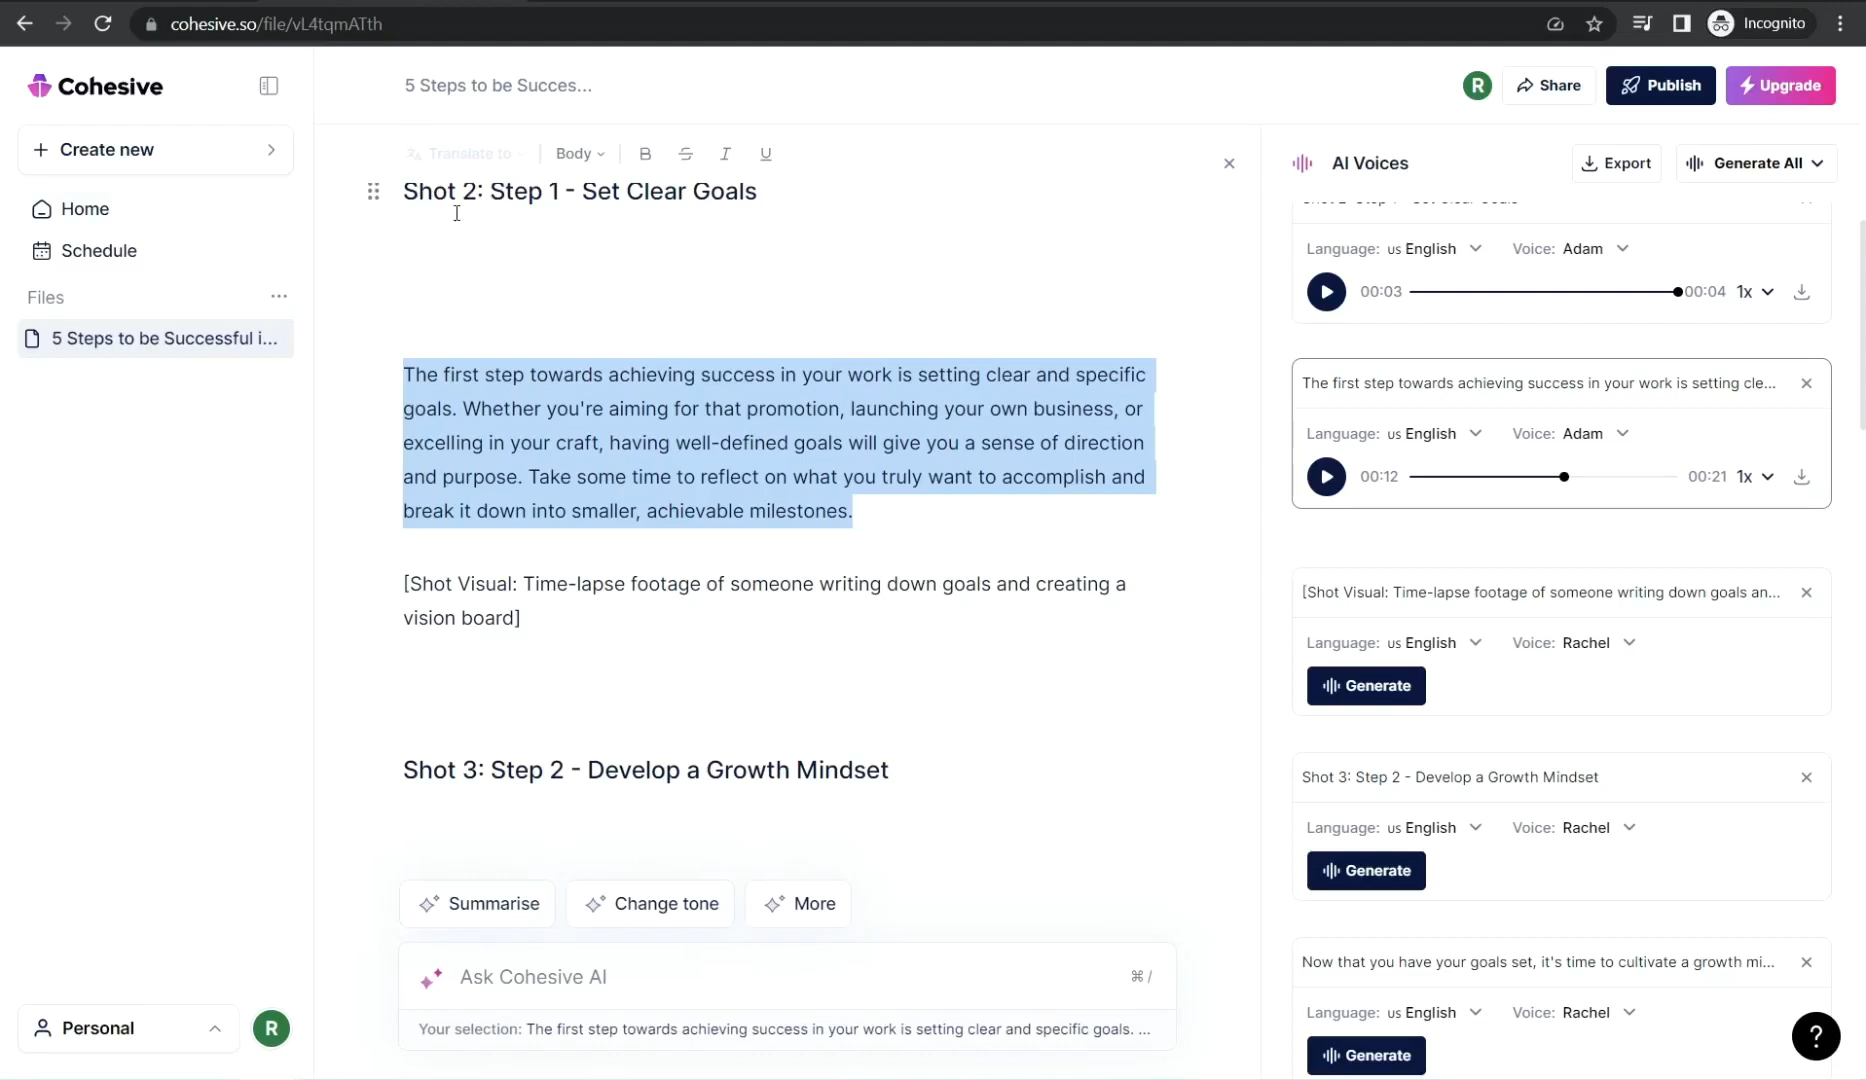 cohesive.so/file/vL4tqmATth
Incognito
Cohesive
Create new
Home
Schedule
Files
5 Steps to be Successful i...
Personal
R
5 Steps to be Succes...
R
Share
Publish
Upgrade
Translate to
Body
B
S
I
U
Shot 2: Step 1 - Set Clear Goals
The first step towards achieving success in your work is setting clear and specific
goals. Whether you're aiming for that promotion, launching your own business, or
excelling in your craft, having well-defined goals will give you a sense of direction
and purpose. Take some time to reflect on what you truly want to accomplish and
break it down into smaller, achievable milestones.
[Shot Visual: Time-lapse footage of someone writing down goals and creating a
vision board]
Shot 3: Step 2 - Develop a Growth Mindset
Summarise
Change tone
More
Ask Cohesive AI
⌘ /
Your selection: The first step towards achieving success in your work is setting clear and specific goals. ...
AI Voices
Export
Generate All
Language: US English Voice: Adam
00:03 00:04 1x
The first step towards achieving success in your work is setting cle...
Language: US English Voice: Adam
00:12 00:21 1x
[Shot Visual: Time-lapse footage of someone writing down goals an...
Language: US English Voice: Rachel
Generate
Shot 3: Step 2 - Develop a Growth Mindset
Language: US English Voice: Rachel
Generate
Now that you have your goals set, it's time to cultivate a growth mi...
Language: US English Voice: Rachel
Generate
?